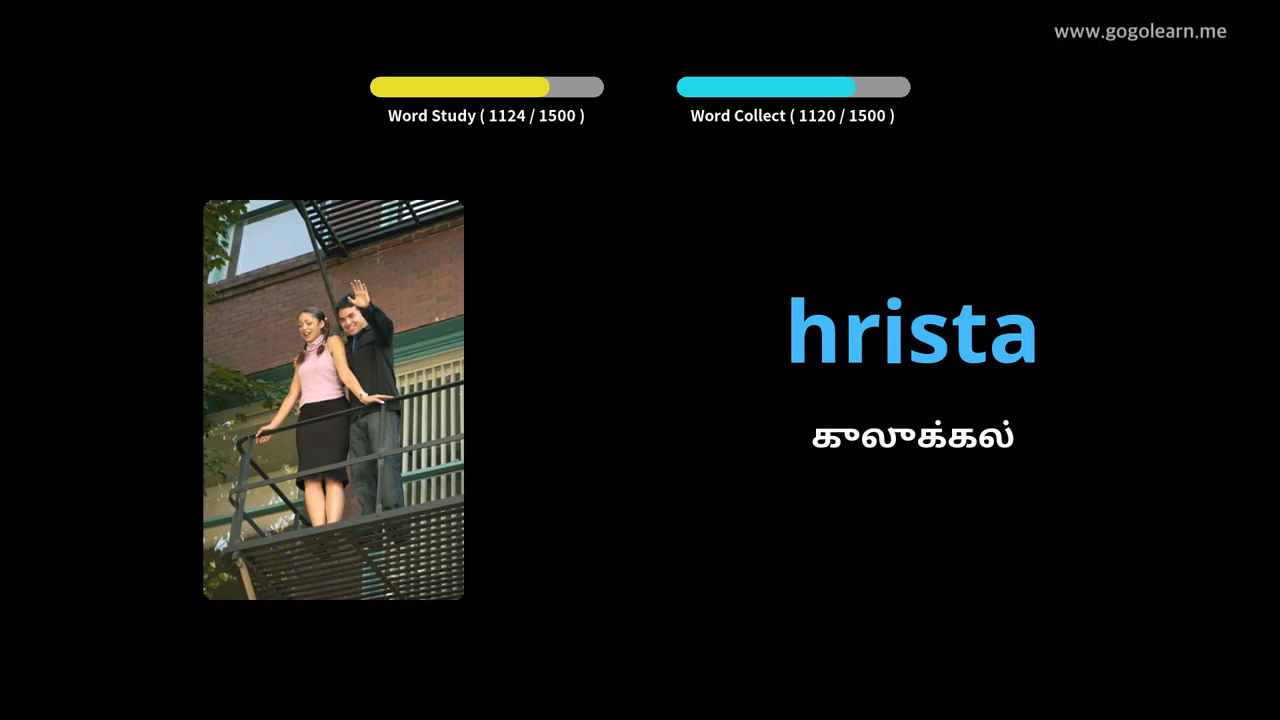 www.gogolearn.me
Word Study ( 1124 / 1500 )
Word Collect ( 1120 / 1500 )
hrista
குலுக்கல்